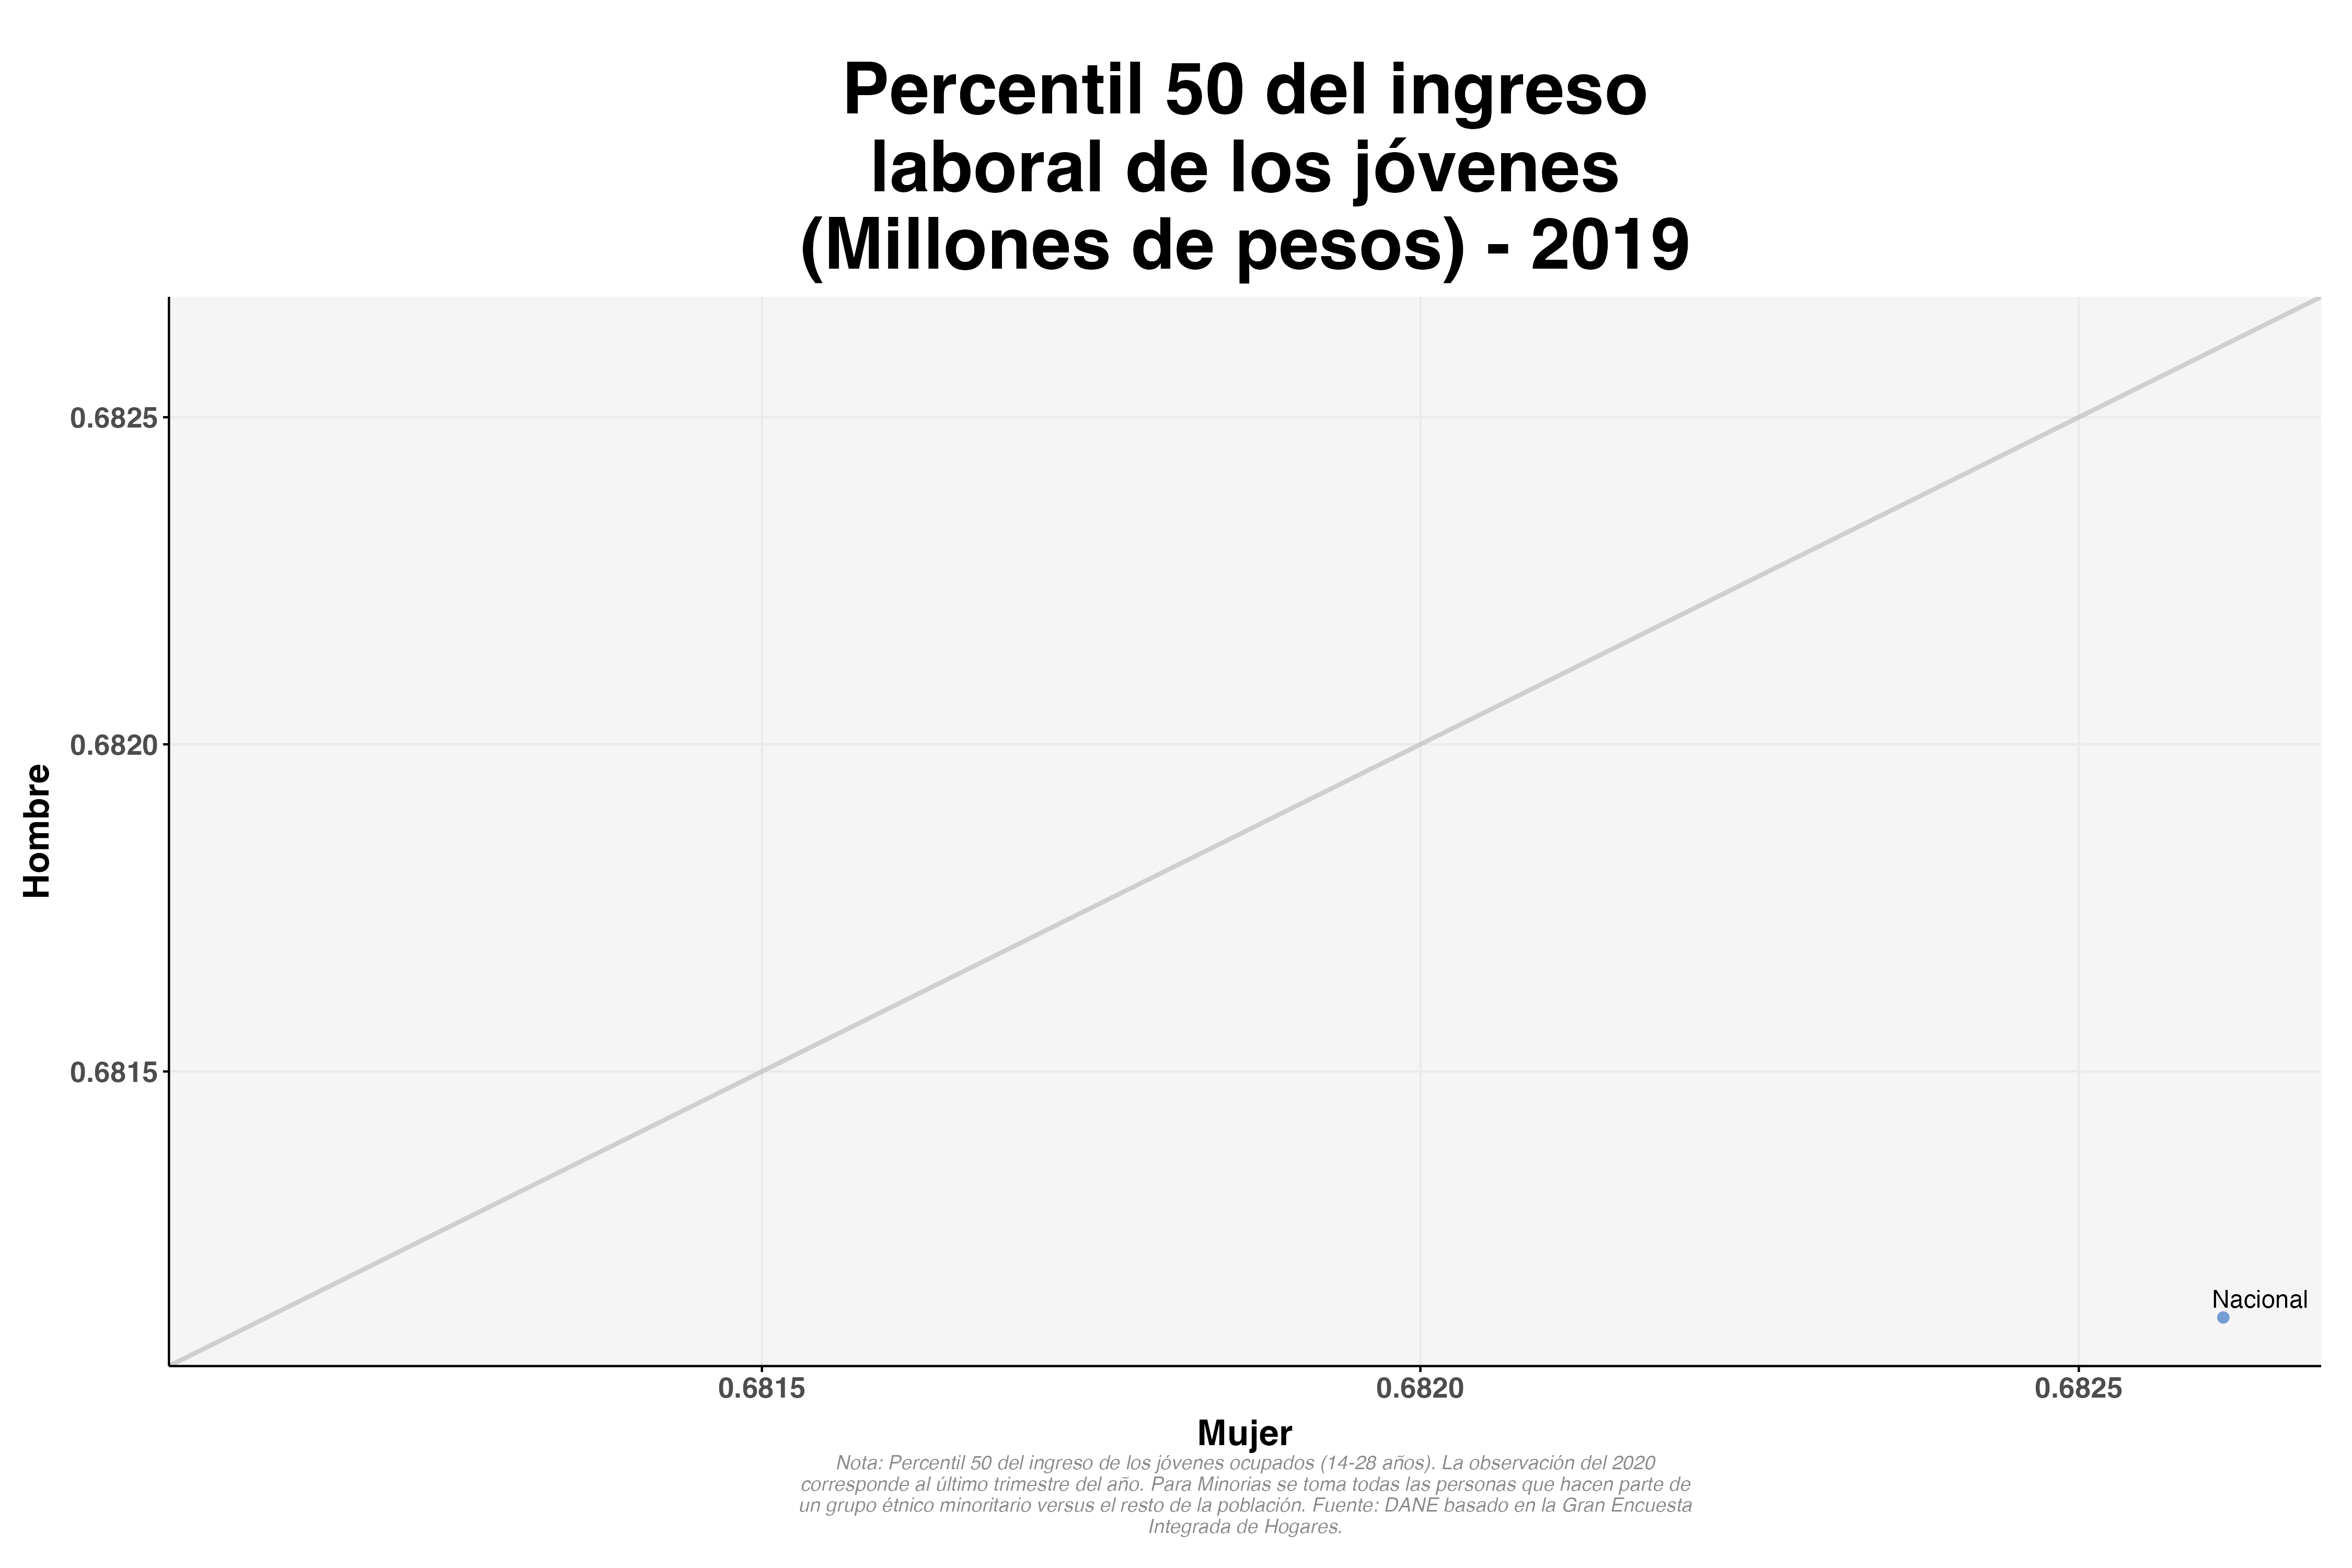 Percentil 50 del ingreso
laboral de los jóvenes
(Millones de pesos) - 2019
0.6825
0.6820
0.6815
Hombre
Nacional
0.6815
0.6820
0.6825
Mujer
Nota: Percentil 50 del ingreso de los jóvenes ocupados (14-28 años). La observación del 2020
corresponde al último trimestre del año. Para Minorias se toma todas las personas que hacen parte de
un grupo étnico minoritario versus el resto de la población. Fuente: DANE basado en la Gran Encuesta
Integrada de Hogares.